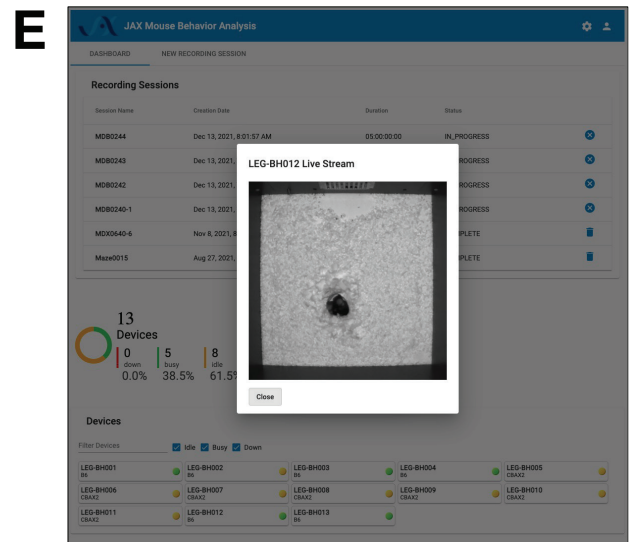 E
JAX Mouse Behavior Analysis
DASHBOARD NEW RECORDING SESSION
Recording Sessions
Session Name Creation Date Duration Status
MDB0244 Dec 13, 2021, 8:01:57 AM 05:00:00:00 IN_PROGRESS
MDB0243 Dec 13, 2021, ROGRESS
MDB0242 Dec 13, 2021, ROGRESS
MDB0240-1 Dec 13, 2021, ROGRESS
MDX0640-6 Nov 8, 2021, 8 PLETE
Maze0015 Aug 27, 2021, PLETE
LEG-BH012 Live Stream
Close
13
Devices
0 5 8
down busy idle
0.0% 38.5% 61.5%
Devices
Filter Devices Idle Busy Down
LEG-BH001 LEG-BH002 LEG-BH003 LEG-BH004 LEG-BH005
B6 B6 B6 B6 CBAX2
LEG-BH006 LEG-BH007 LEG-BH008 LEG-BH009 LEG-BH010
CBAX2 CBAX2 CBAX2 CBAX2 CBAX2
LEG-BH011 LEG-BH012 LEG-BH013
CBAX2 B6 B6